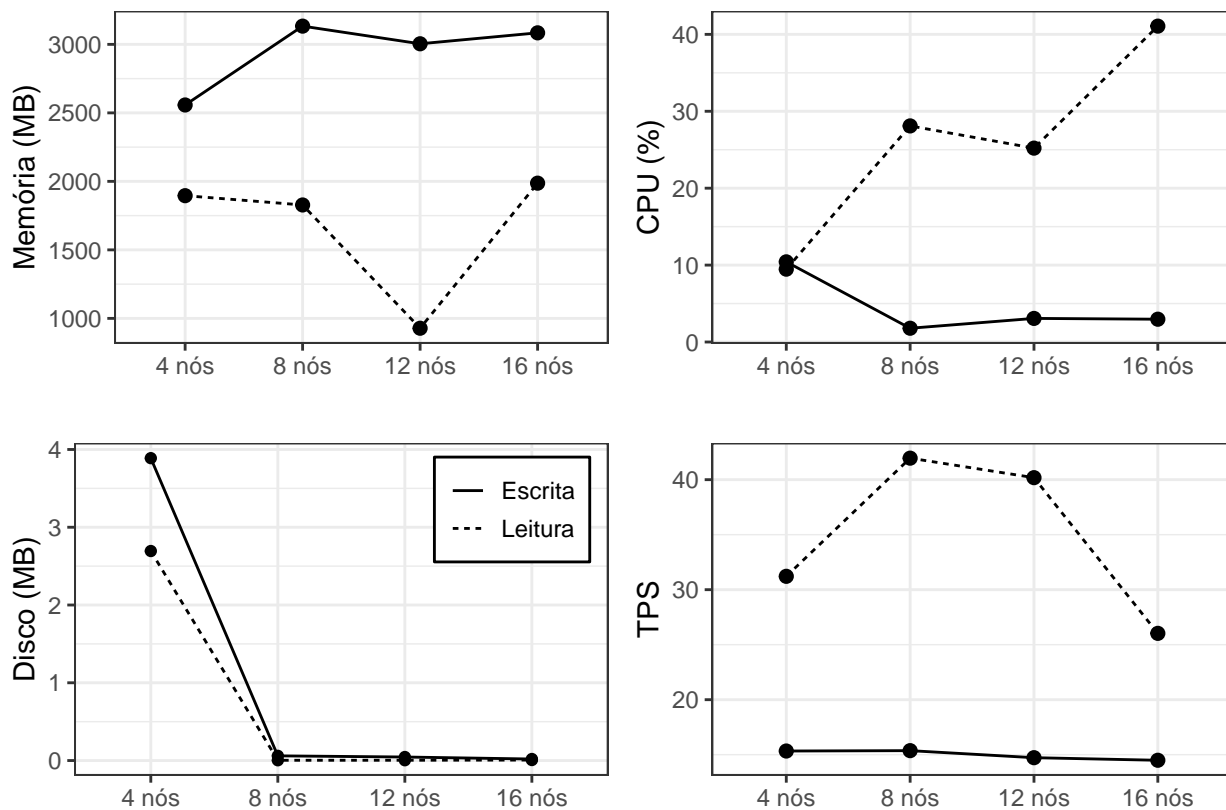 Memória (MB)
3000
2500
2000
1500
1000
4 nós 8 nós 12 nós 16 nós
CPU (%)
40
30
20
10
0
4 nós 8 nós 12 nós 16 nós
Disco (MB)
4
3
2
1
0
4 nós 8 nós 12 nós 16 nós
Escrita
Leitura
TPS
40
30
20
4 nós 8 nós 12 nós 16 nós